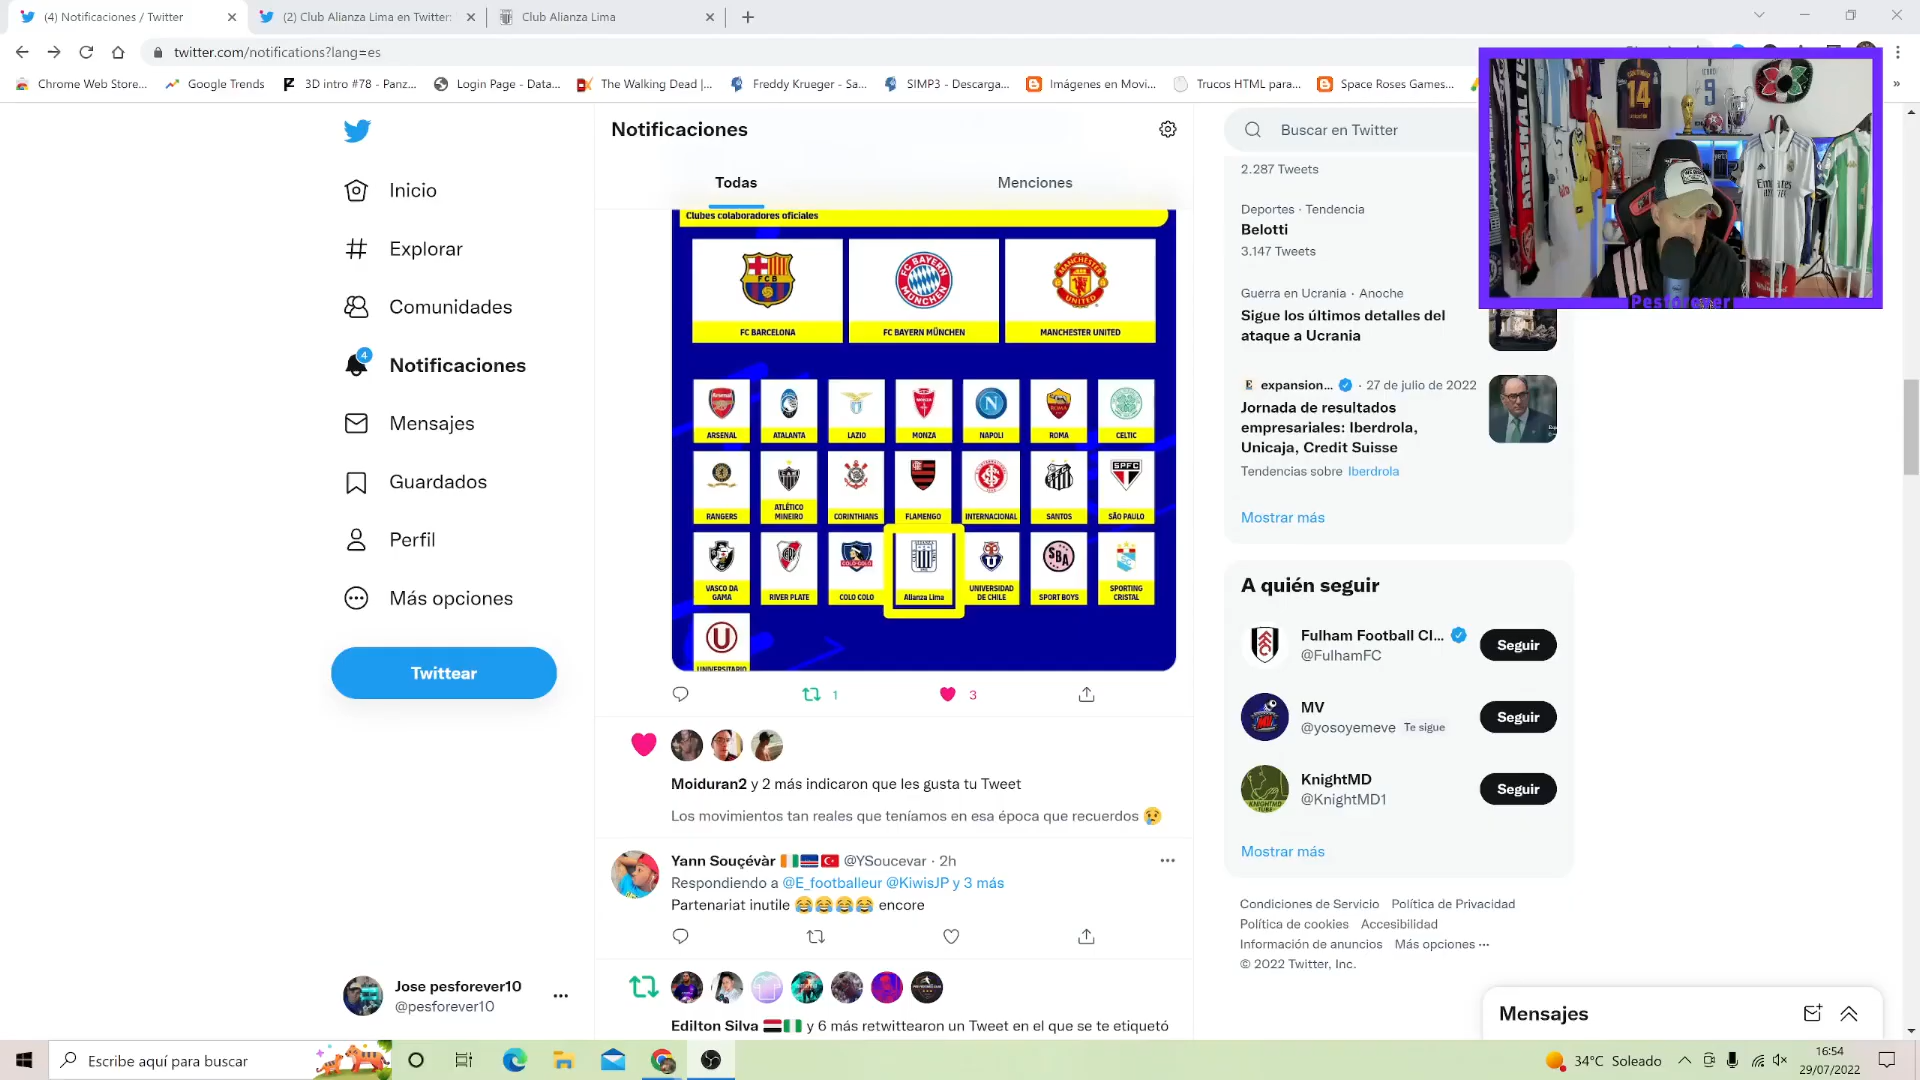 (4) Notificaciones / Twitter
(2) Club Alianza Lima en Twitter:
Club Alianza Lima
twitter.com/notifications?lang=es
Chrome Web Store...
Google Trends
3D intro #78 - Panz...
Login Page - Data...
The Walking Dead |...
Freddy Krueger - Sa...
SIMP3 - Descarga...
Imágenes en Movi...
Trucos HTML para...
Space Roses Games...
Inicio
Explorar
Comunidades
4
Notificaciones
Mensajes
Guardados
Perfil
Más opciones
Twittear
Jose pesforever10
@pesforever10
Notificaciones
Todas
Menciones
Clubes colaboradores oficiales
FC BARCELONA
FC BAYERN MÜNCHEN
MANCHESTER UNITED
ARSENAL
ATALANTA
LAZIO
MONZA
NAPOLI
ROMA
CELTIC
RANGERS
ATLÉTICO
MINEIRO
CORINTHIANS
FLAMENGO
INTERNACIONAL
SANTOS
SÃO PAULO
VASCO DA
GAMA
RIVER PLATE
COLO COLO
Alianza Lima
UNIVERSIDAD
DE CHILE
SPORT BOYS
SPORTING
CRISTAL
UNIVERSITARIO
1
3
Moiduran2 y 2 más indicaron que les gusta tu Tweet
Los movimientos tan reales que teníamos en esa época que recuerdos 😢
Yann Souçévàr 🇨🇮🇨🇻🇹🇷 @YSoucevar · 2h
Respondiendo a @E_footballeur @KiwisJP y 3 más
Partenariat inutile 😂😂😂😂 encore
Edilton Silva 🇾🇪🇳🇬 y 6 más retwittearon un Tweet en el que se te etiquetó
Buscar en Twitter
2.287 Tweets
Deportes · Tendencia
Belotti
3.147 Tweets
Guerra en Ucrania · Anoche
Sigue los últimos detalles del
ataque a Ucrania
expansion... · 27 de julio de 2022
Jornada de resultados
empresariales: Iberdrola,
Unicaja, Credit Suisse
Tendencias sobre Iberdrola
Mostrar más
A quién seguir
Fulham Football Cl...
@FulhamFC
Seguir
MV
@yosoyemeve Te sigue
Seguir
KnightMD
@KnightMD1
Seguir
Mostrar más
Condiciones de Servicio Política de Privacidad
Política de cookies Accesibilidad
Información de anuncios Más opciones ···
© 2022 Twitter, Inc.
Mensajes
Pesforever
14
9
Escribe aquí para buscar
34°C Soleado
16:54
29/07/2022